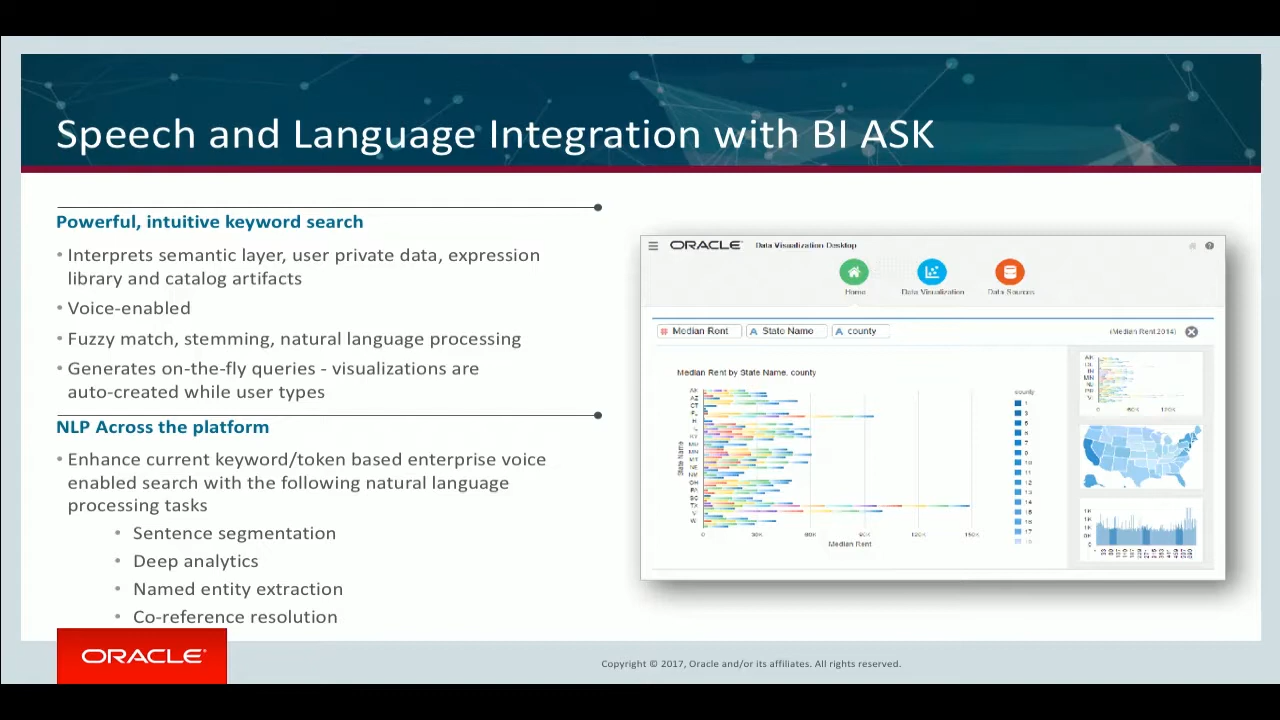 Speech and Language Integration with BI ASK
Powerful, intuitive keyword search
• Interprets semantic layer, user private data, expression
library and catalog artifacts
• Voice-enabled
• Fuzzy match, stemming, natural language processing
• Generates on-the-fly queries - visualizations are
auto-created while user types
NLP Across the platform
• Enhance current keyword/token based enterprise voice
enabled search with the following natural language
processing tasks
• Sentence segmentation
• Deep analytics
• Named entity extraction
• Co-reference resolution
ORACLE Data Visualization Desktop
Home Data Visualization Data Sources
Median Rent State Name county (Median Rent 2014)
Median Rent by State Name, county
county
State Name
Median Rent
ORACLE
Copyright © 2017, Oracle and/or its affiliates. All rights reserved.